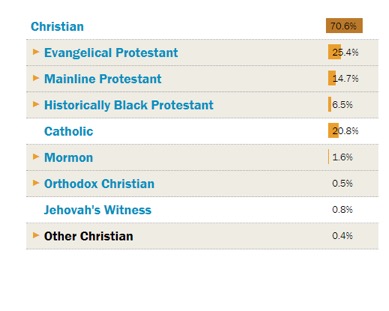 Christian 70.6%
Evangelical Protestant 25.4%
Mainline Protestant 14.7%
Historically Black Protestant 6.5%
Catholic 20.8%
Mormon 1.6%
Orthodox Christian 0.5%
Jehovah's Witness 0.8%
Other Christian 0.4%